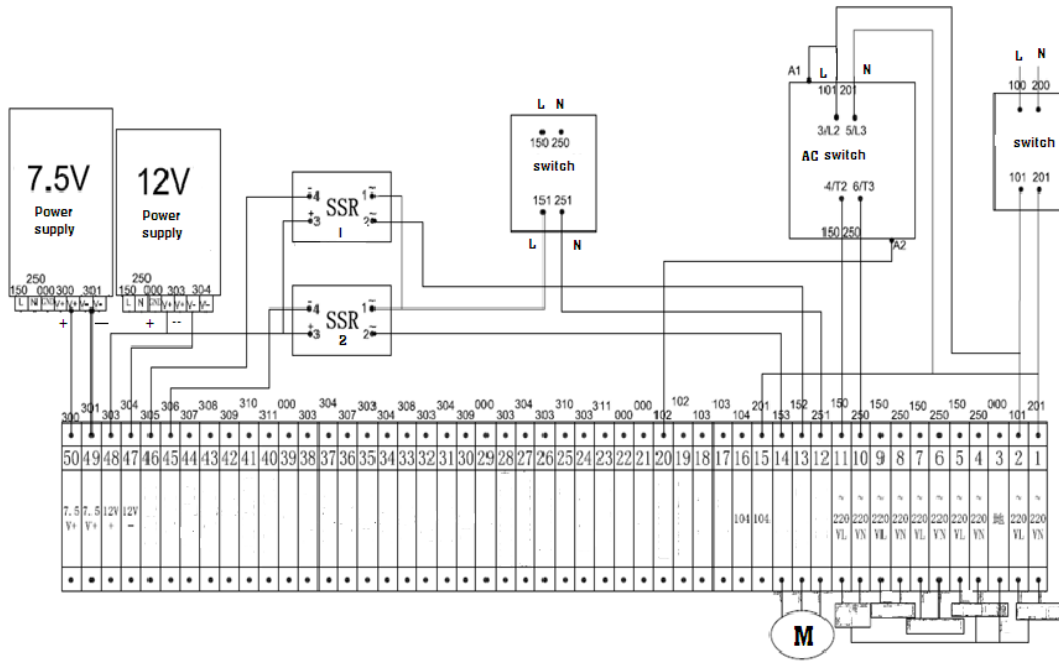 L N
A1 L N
101 201
100 200
L N
3/L2 5/L3
150 250
switch
AC switch
switch
7.5V
Power
supply
12V
Power
supply
4 SSR 1
3 1 2
151 251
-4/T2 6/T3
101 201
L N
150 250
A2
250
150 000 300 301
L N GND V+ V+ V- V-
+ —
250
150 000 303 304
L N GND V+ V+ V- V-
+ --
4 SSR 1
3 2 2
300 301 303 304 305 306 307 308 309 310 311 000 303 304 307 303 304 308 303 304 309 000 303 304 303 310 303 311 000 000 102 102 103 103 104 201 153 152 251 150 250 150 250 150 250 150 250 000 101 201
50 49 48 47 46 45 44 43 42 41 40 39 38 37 36 35 34 33 32 31 30 29 28 27 26 25 24 23 22 21 20 19 18 17 16 15 14 13 12 11 10 9 8 7 6 5 4 3 2 1
7.5 V+
7.5 V+
12V +
12V -
104 104
~ 220 VL
~ 220 VN
~ 220 VL
~ 220 VN
~ 220 VL
~ 220 VN
~ 220 VL
~ 220 VN
地
~ 220 VL
~ 220 VN
M